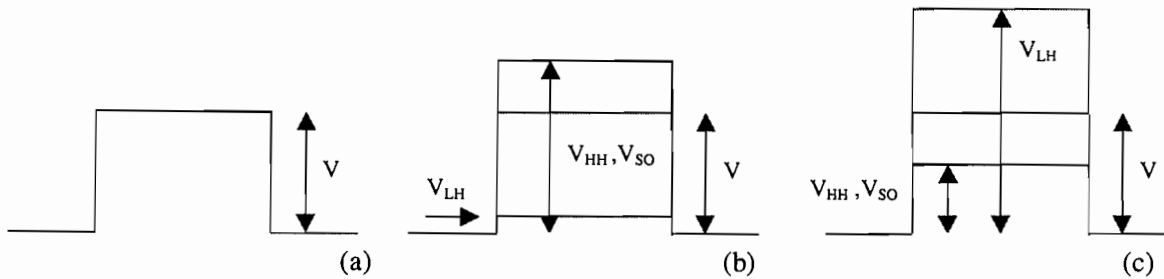 V
(a)
V_HH , V_SO
V_LH
V
(b)
V_LH
V_HH , V_SO
V
(c)